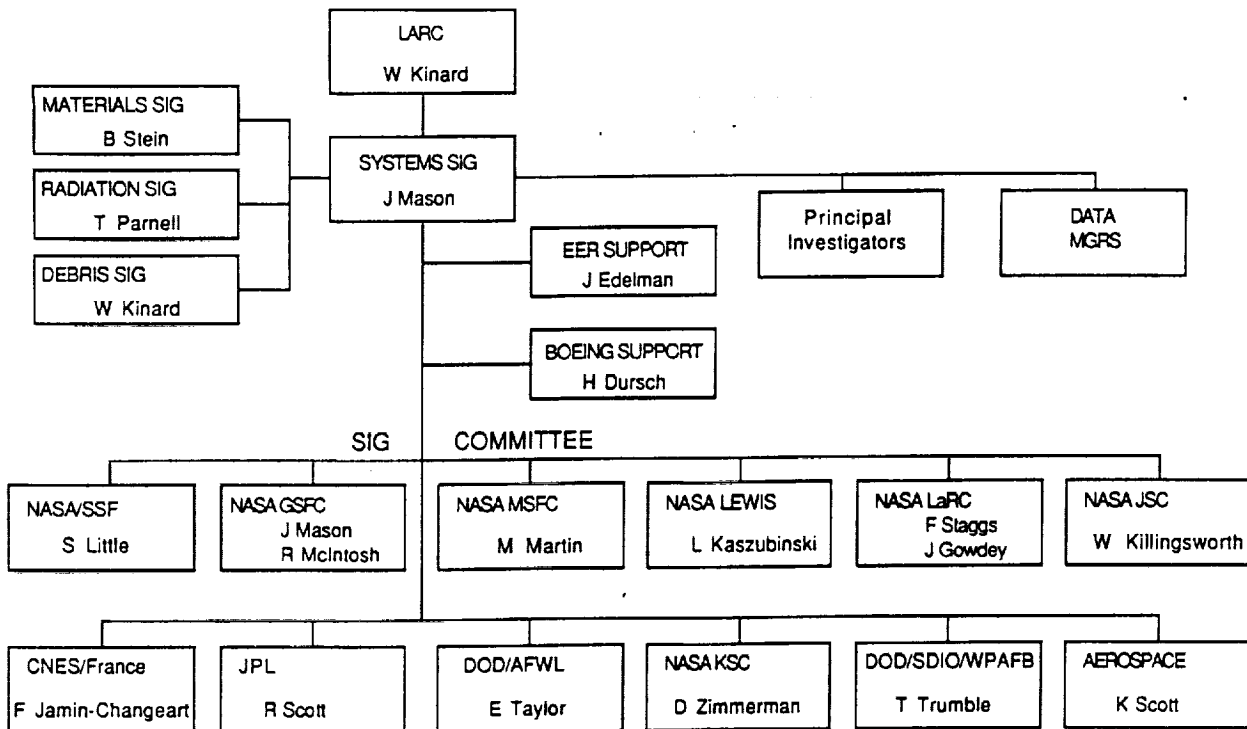 LARC
W Kinard
MATERIALS SIG
B Stein
RADIATION SIG
T Parnell
DEBRIS SIG
W Kinard
SYSTEMS SIG
J Mason
Principal
Investigators
DATA
MGRS
EER SUPPORT
J Edelman
BOEING SUPPORT
H Dursch
SIG COMMITTEE
NASA/SSF
S Little
NASA GSFC
J Mason
R McIntosh
NASA MSFC
M Martin
NASA LEWIS
L Kaszubinski
NASA LaRC
F Staggs
J Gowdey
NASA JSC
W Killingsworth
CNES/France
F Jamin-Changeart
JPL
R Scott
DOD/AFWL
E Taylor
NASA KSC
D Zimmerman
DOD/SDIO/WPAFB
T Trumble
AEROSPACE
K Scott